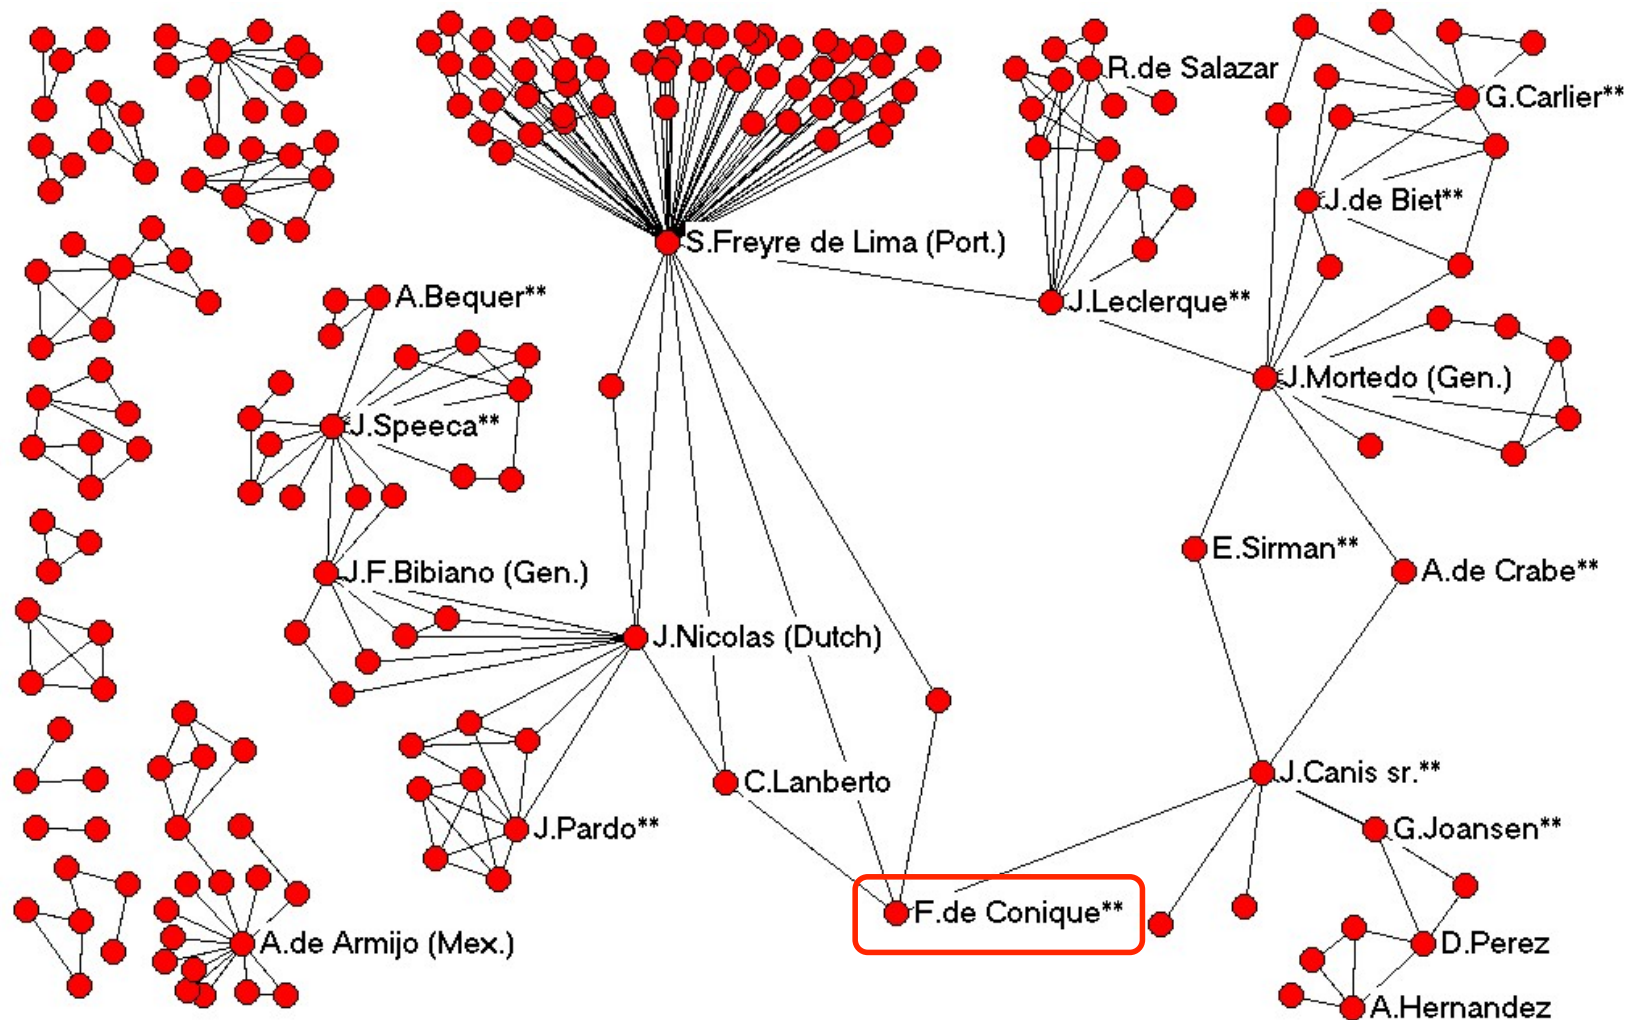 R.de Salazar
G.Carlier**
J.de Biet**
S.Freyre de Lima (Port.)
A.Bequer**
J.Leclerque**
J.Mortedo (Gen.)
J.Speeca**
E.Sirman**
A.de Crabe**
J.F.Bibiano (Gen.)
J.Nicolas (Dutch)
J.Canis sr.**
C.Lanberto
J.Pardo**
G.Joansen**
F.de Conique**
A.de Armijo (Mex.)
D.Perez
A.Hernandez